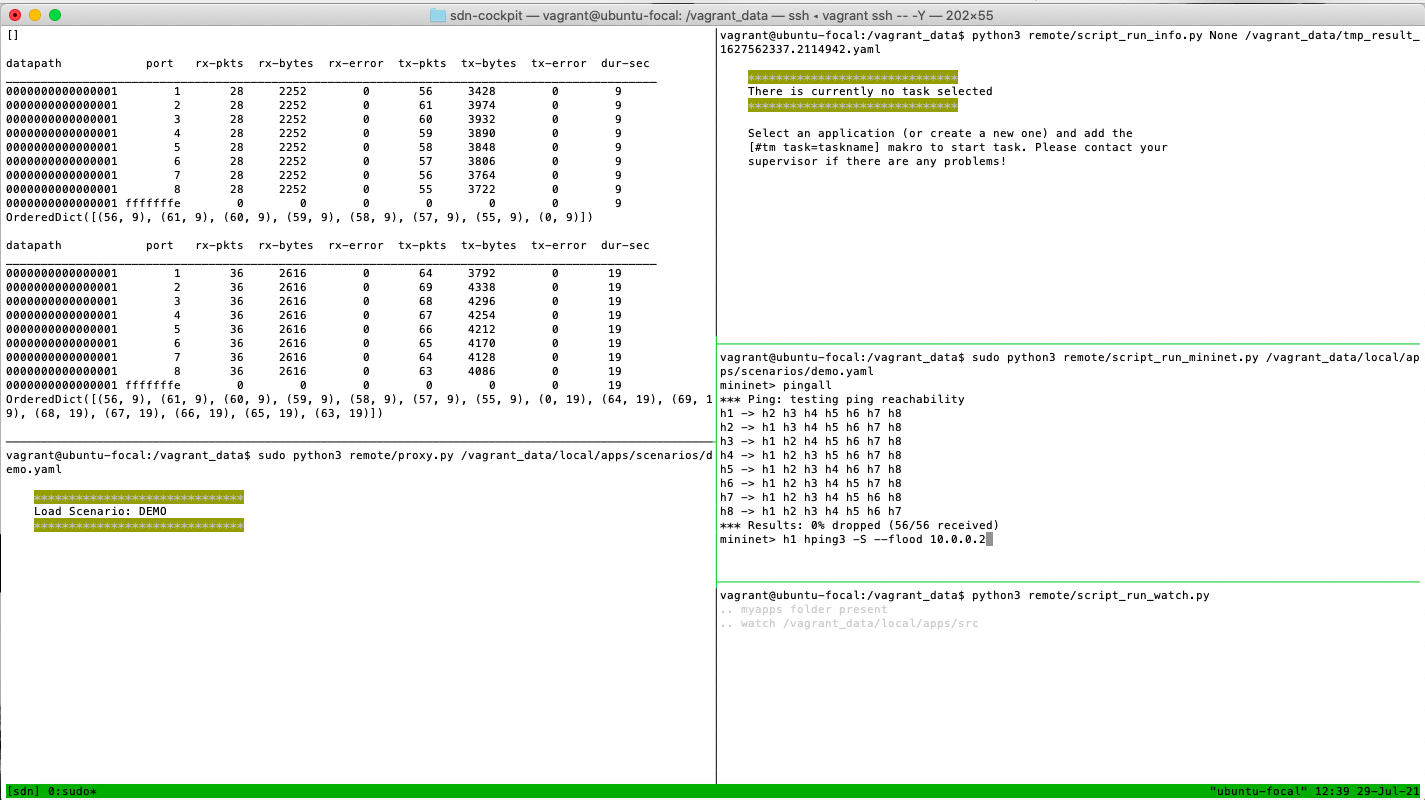 sdn-cockpit — vagrant@ubuntu-focal: /vagrant_data — ssh ◂ vagrant ssh -- -Y — 202×55
[]
datapath port rx-pkts rx-bytes rx-error tx-pkts tx-bytes tx-error dur-sec
0000000000000001 1 28 2252 0 56 3428 0 9
0000000000000001 2 28 2252 0 61 3974 0 9
0000000000000001 3 28 2252 0 60 3932 0 9
0000000000000001 4 28 2252 0 59 3890 0 9
0000000000000001 5 28 2252 0 58 3848 0 9
0000000000000001 6 28 2252 0 57 3806 0 9
0000000000000001 7 28 2252 0 56 3764 0 9
0000000000000001 8 28 2252 0 55 3722 0 9
0000000000000001 fffffffe 0 0 0 0 0 0 9
OrderedDict([(56, 9), (61, 9), (60, 9), (59, 9), (58, 9), (57, 9), (55, 9), (0, 9)])
datapath port rx-pkts rx-bytes rx-error tx-pkts tx-bytes tx-error dur-sec
0000000000000001 1 36 2616 0 64 3792 0 19
0000000000000001 2 36 2616 0 69 4338 0 19
0000000000000001 3 36 2616 0 68 4296 0 19
0000000000000001 4 36 2616 0 67 4254 0 19
0000000000000001 5 36 2616 0 66 4212 0 19
0000000000000001 6 36 2616 0 65 4170 0 19
0000000000000001 7 36 2616 0 64 4128 0 19
0000000000000001 8 36 2616 0 63 4086 0 19
0000000000000001 fffffffe 0 0 0 0 0 0 19
OrderedDict([(56, 9), (61, 9), (60, 9), (59, 9), (58, 9), (57, 9), (55, 9), (0, 19), (64, 19), (69, 1
9), (68, 19), (67, 19), (66, 19), (65, 19), (63, 19)])
vagrant@ubuntu-focal:/vagrant_data$ sudo python3 remote/proxy.py /vagrant_data/local/apps/scenarios/d
emo.yaml
******************************
Load Scenario: DEMO
******************************
vagrant@ubuntu-focal:/vagrant_data$ python3 remote/script_run_info.py None /vagrant_data/tmp_result_
1627562337.2114942.yaml
******************************
There is currently no task selected
******************************
Select an application (or create a new one) and add the
[#tm task=taskname] makro to start task. Please contact your
supervisor if there are any problems!
vagrant@ubuntu-focal:/vagrant_data$ sudo python3 remote/script_run_mininet.py /vagrant_data/local/ap
ps/scenarios/demo.yaml
mininet> pingall
*** Ping: testing ping reachability
h1 -> h2 h3 h4 h5 h6 h7 h8
h2 -> h1 h3 h4 h5 h6 h7 h8
h3 -> h1 h2 h4 h5 h6 h7 h8
h4 -> h1 h2 h3 h5 h6 h7 h8
h5 -> h1 h2 h3 h4 h6 h7 h8
h6 -> h1 h2 h3 h4 h5 h7 h8
h7 -> h1 h2 h3 h4 h5 h6 h8
h8 -> h1 h2 h3 h4 h5 h6 h7
*** Results: 0% dropped (56/56 received)
mininet> h1 hping3 -S --flood 10.0.0.2
vagrant@ubuntu-focal:/vagrant_data$ python3 remote/script_run_watch.py
.. myapps folder present
.. watch /vagrant_data/local/apps/src
[sdn] 0:sudo* "ubuntu-focal" 12:39 29-Jul-21